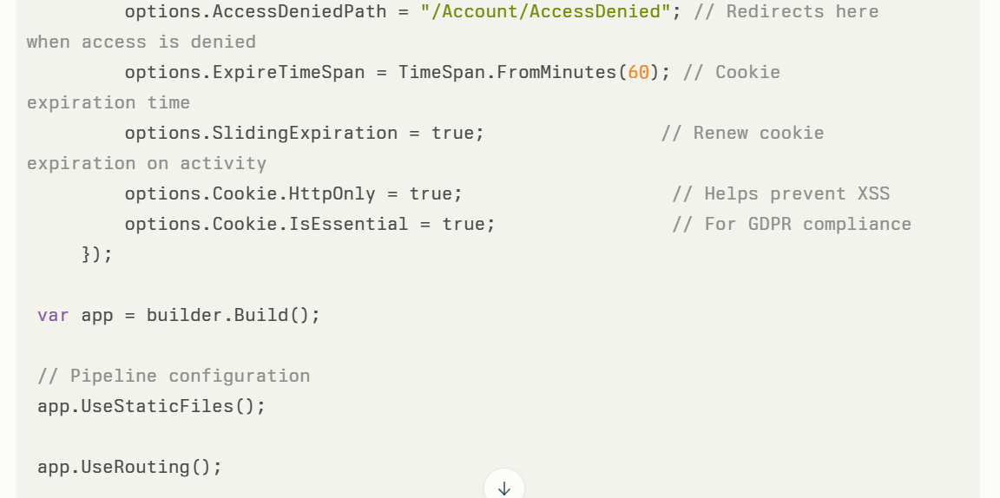 options.AccessDeniedPath = "/Account/AccessDenied"; // Redirects here
when access is denied
options.ExpireTimeSpan = TimeSpan.FromMinutes(60); // Cookie
expiration time
options.SlidingExpiration = true; // Renew cookie
expiration on activity
options.Cookie.HttpOnly = true; // Helps prevent XSS
options.Cookie.IsEssential = true; // For GDPR compliance
});
var app = builder.Build();
// Pipeline configuration
app.UseStaticFiles();
app.UseRouting();